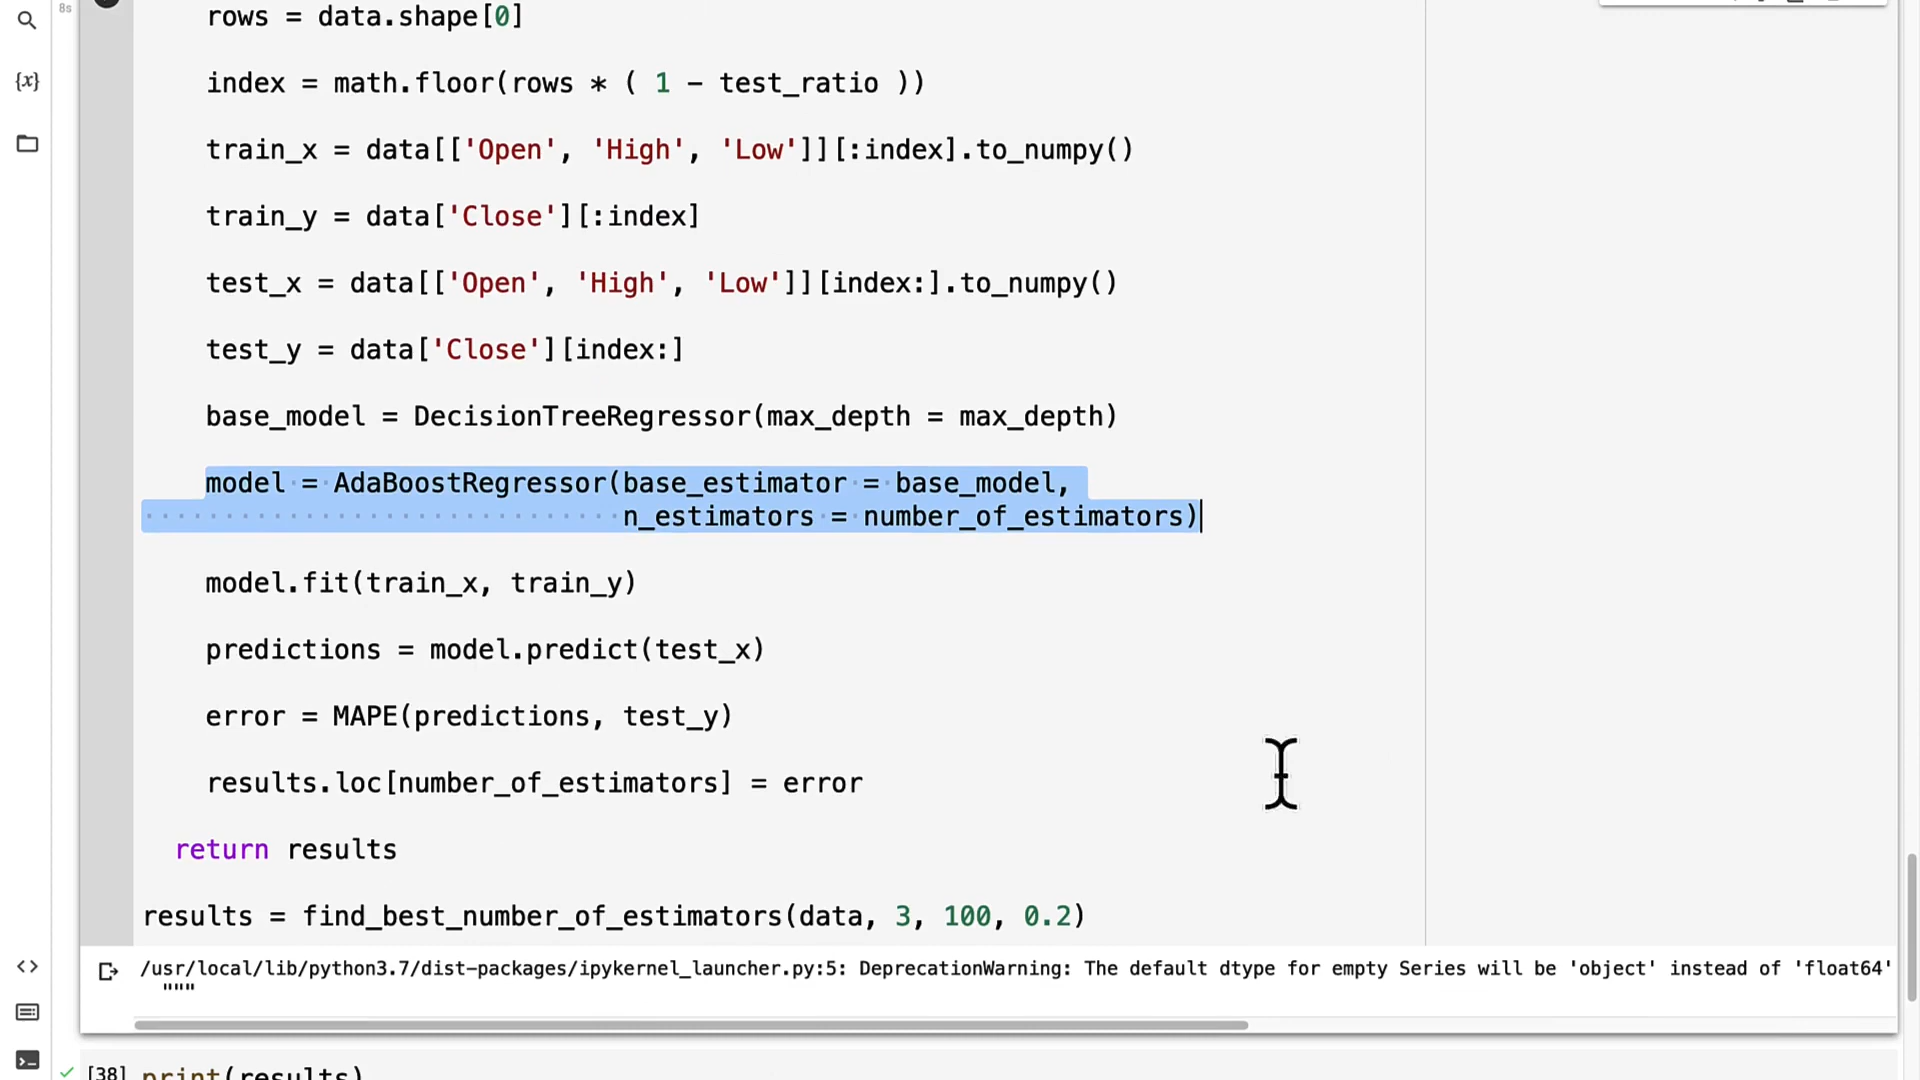 8s
rows = data.shape[0]
{x}
index = math.floor(rows * ( 1 - test_ratio ))
train_x = data[['Open', 'High', 'Low']][:index].to_numpy()
train_y = data['Close'][:index]
test_x = data[['Open', 'High', 'Low']][index:].to_numpy()
test_y = data['Close'][index:]
base_model = DecisionTreeRegressor(max_depth = max_depth)
model = AdaBoostRegressor(base_estimator = base_model,
n_estimators = number_of_estimators)
model.fit(train_x, train_y)
predictions = model.predict(test_x)
error = MAPE(predictions, test_y)
results.loc[number_of_estimators] = error
return results
results = find_best_number_of_estimators(data, 3, 100, 0.2)
/usr/local/lib/python3.7/dist-packages/ipykernel_launcher.py:5: DeprecationWarning: The default dtype for empty Series will be 'object' instead of 'float64'
"""
[38] print(results)